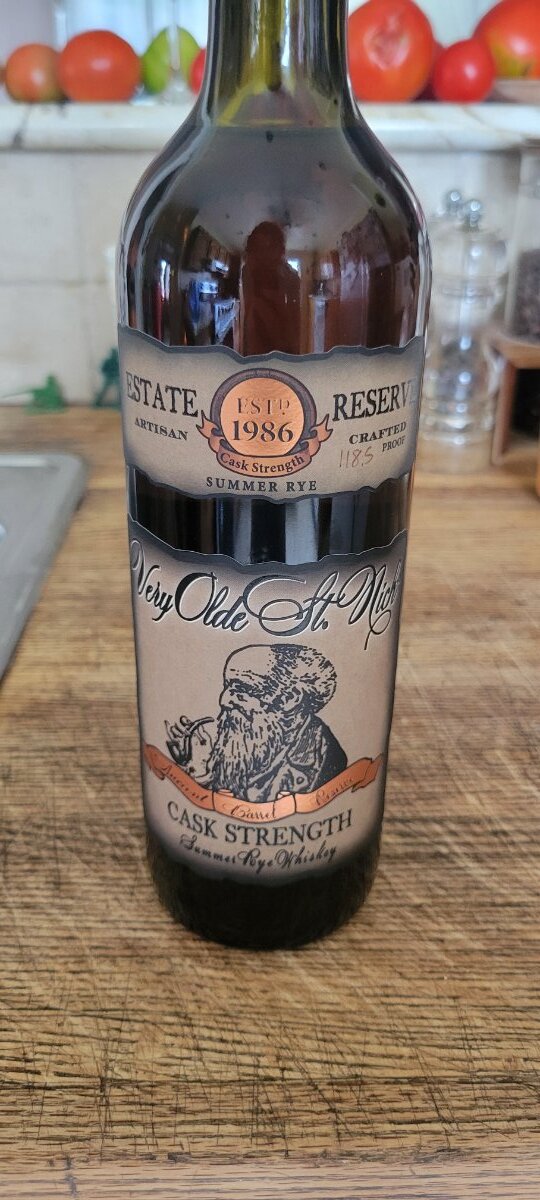 ESTATE
ARTISAN
ESTD
1986
Cask Strength
RESERVE
CRAFTED
PROOF
118.5
SUMMER RYE
Very Olde St. Nick
Ancient Barrel Reserve
CASK STRENGTH
Summer Rye Whiskey